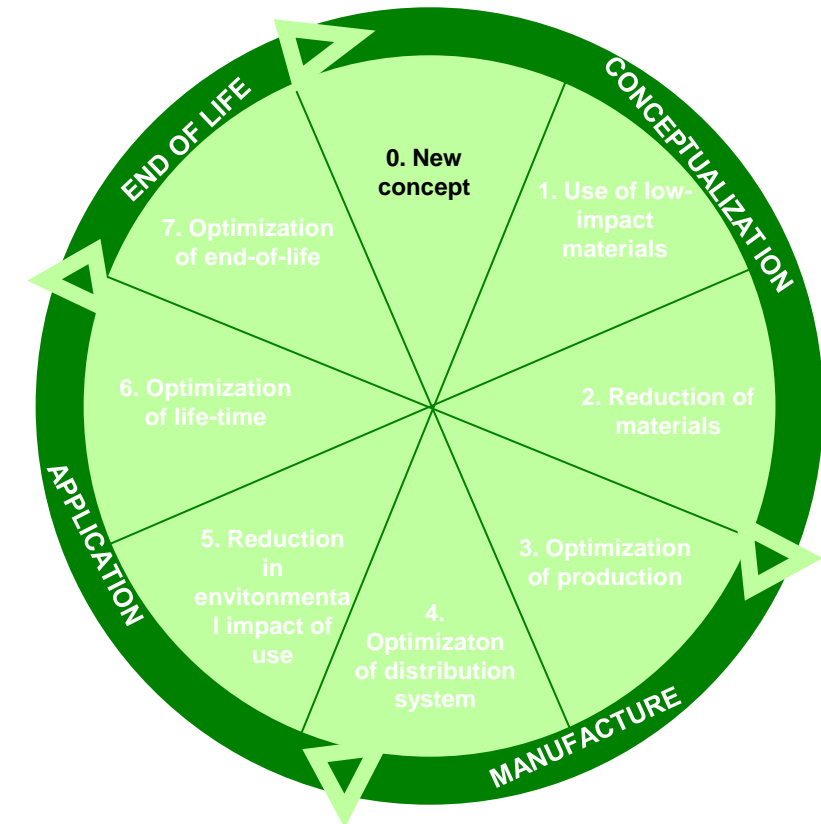 CONCEPTUALIZATION
END OF LIFE
0. New
concept
1. Use of low-
impact
materials
7. Optimization
of end-of-life
6. Optimization
of life-time
2. Reduction of
materials
3. Optimization
of production
5. Reduction
in
envitonmenta
l impact of
use
4.
Optimizaton
of distribution
system
APPLICATION
MANUFACTURE